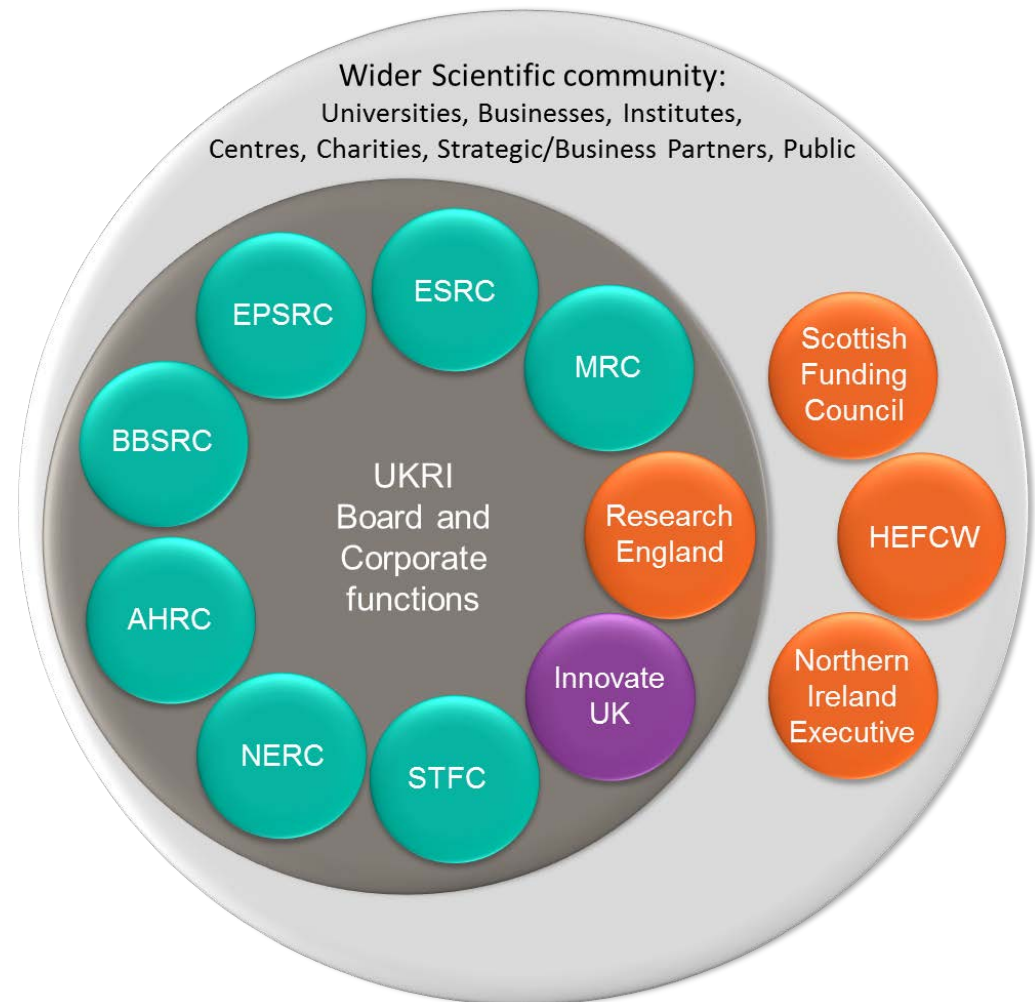 Wider Scientific community:
Universities, Businesses, Institutes,
Centres, Charities, Strategic/Business Partners, Public
EPSRC
ESRC
MRC
BBSRC
AHRC
NERC
STFC
UKRI
Board and
Corporate
functions
Research
England
Innovate
UK
Scottish
Funding
Council
HEFCW
Northern
Ireland
Executive